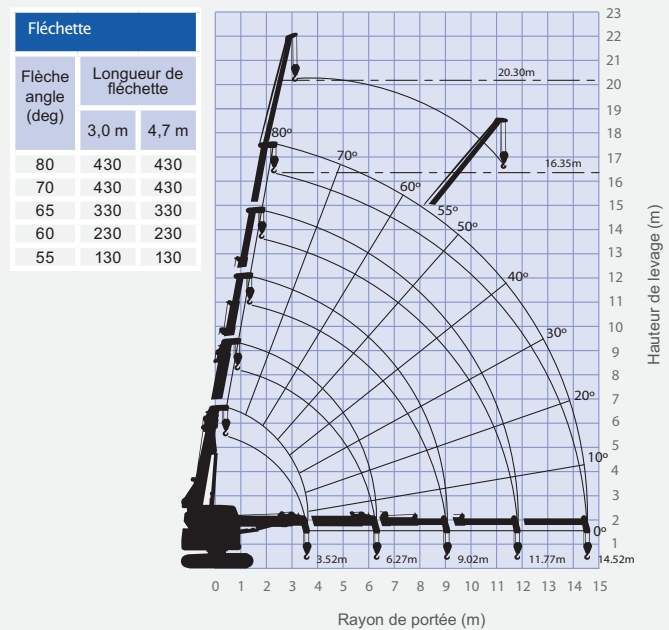 Fléchette
Flèche angle (deg)
Longueur de fléchette
3,0 m 4,7 m
80 430 430
70 430 430
65 330 330
60 230 230
55 130 130
23
22
21
20
19
18
17
16
15
14
13
12
11
10
9
8
7
6
5
4
3
2
1
Hauteur de levage (m)
20.30m
16.35m
80º
70º
60º
55º
50º
40º
30º
20º
10º
0º
3.52m 6.27m 9.02m 11.77m 14.52m
0 1 2 3 4 5 6 7 8 9 10 11 12 13 14 15
Rayon de portée (m)